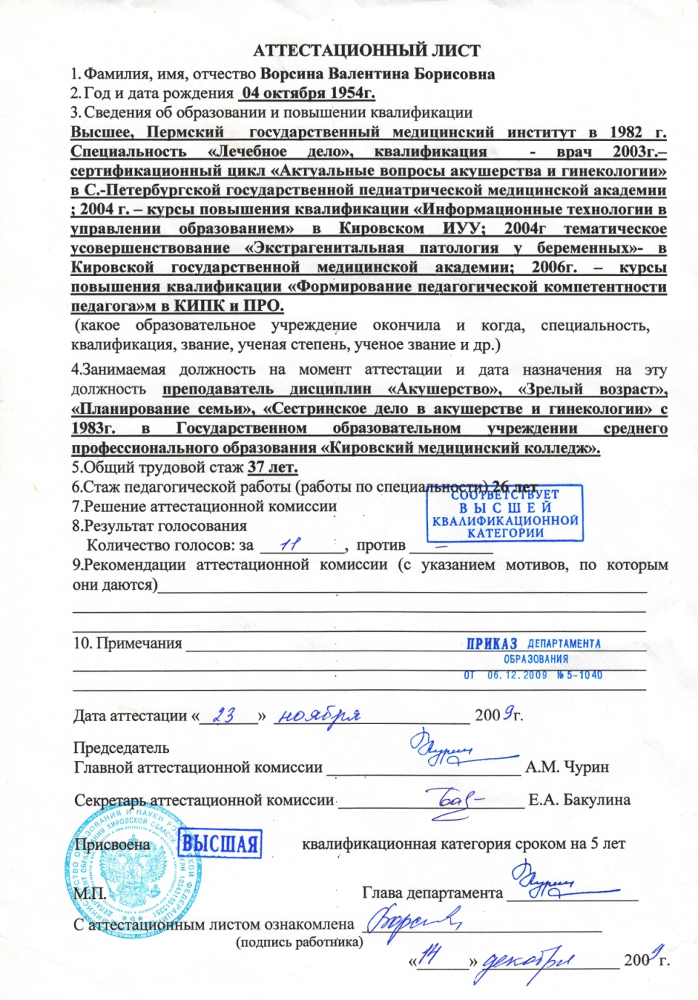 АТТЕСТАЦИОННЫЙ ЛИСТ
1. Фамилия, имя, отчество Ворсина Валентина Борисовна
2. Год и дата рождения 04 октября 1954г.
3. Сведения об образовании и повышении квалификации
Высшее, Пермский государственный медицинский институт в 1982 г.
Специальность «Лечебное дело», квалификация - врач 2003г.–
сертификационный цикл «Актуальные вопросы акушерства и гинекологии»
в С.-Петербургской государственной педиатрической медицинской академии
; 2004 г. – курсы повышения квалификации «Информационные технологии в
управлении образованием» в Кировском ИУУ; 2004г тематическое
усовершенствование «Экстрагенитальная патология у беременных»- в
Кировской государственной медицинской академии; 2006г. – курсы
повышения квалификации «Формирование педагогической компетентности
педагога»м в КИПК и ПРО.
(какое образовательное учреждение окончила и когда, специальность,
квалификация, звание, ученая степень, ученое звание и др.)
4.Занимаемая должность на момент аттестации и дата назначения на эту
должность преподаватель дисциплин «Акушерство», «Зрелый возраст»,
«Планирование семьи», «Сестринское дело в акушерстве и гинекологии» с
1983г. в Государственном образовательном учреждении среднего
профессионального образования «Кировский медицинский колледж».
5.Общий трудовой стаж 37 лет.
6.Стаж педагогической работы (работы по специальности) 26 лет
СООТВЕТСТВУЕТ
7.Решение аттестационной комиссии ВЫСШЕЙ
КВАЛИФИКАЦИОННОЙ
8.Результат голосования
КАТЕГОРИИ
Количество голосов: за 11, против –
9.Рекомендации аттестационной комиссии (с указанием мотивов, по которым
они даются)
10. Примечания ПРИКАЗ ДЕПАРТАМЕНТА
ОБРАЗОВАНИЯ
ОТ 06.12.2009 № 5-1040
Дата аттестации «23» ноября 2009г.
Председатель
Главной аттестационной комиссии А.М. Чурин
Секретарь аттестационной комиссии Е.А. Бакулина
Присвоена ВЫСШАЯ квалификационная категория сроком на 5 лет
М.П. Глава департамента
С аттестационным листом ознакомлена
(подпись работника)
«14» декабря 2009г.